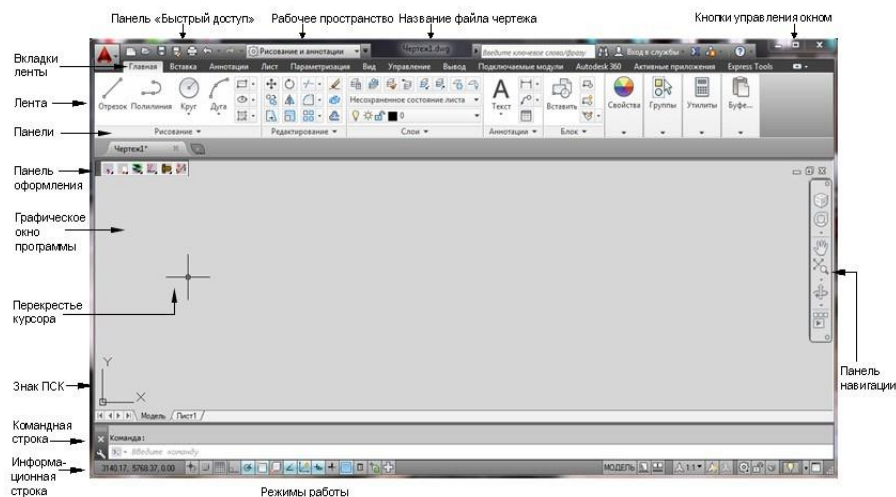 Панель «Быстрый доступ» Рабочее пространство Название файла чертежа Кнопки управления окном
Рисование и аннотации Чертеж1.dwg Введите ключевое слово/фразу Вход в службы
Вкладки
ленты
Главная Вставка Аннотации Лист Параметризация Вид Управление Вывод Подключаемые модули Autodesk 360 Активные приложения Express Tools
Лента
Отрезок Полилиния Круг Дуга Несохраненное состояние листа 0 Текст Вставить Свойства Группы Утилиты Буфе...
Панели
Рисование Редактирование Слои Аннотации Блок
Чертеж1*
Панель
оформления
Графическое
окно
программы
Перекрестье
курсора
Y
X
Знак ПСК
Панель
навигации
Модель Лист1
Командная
строка
Команда:
Введите команду
Информа-
ционная
строка
3140.17, 5768.37, 0.00 МОДЕЛЬ 1:1
Режимы работы